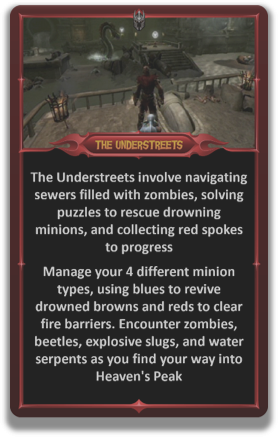 THE UNDERSTREETS
The Understreets involve navigating
sewers filled with zombies, solving
puzzles to rescue drowning
minions, and collecting red spokes
to progress
Manage your 4 different minion
types, using blues to revive
drowned browns and reds to clear
fire barriers. Encounter zombies,
beetles, explosive slugs, and water
serpents as you find your way into
Heaven's Peak